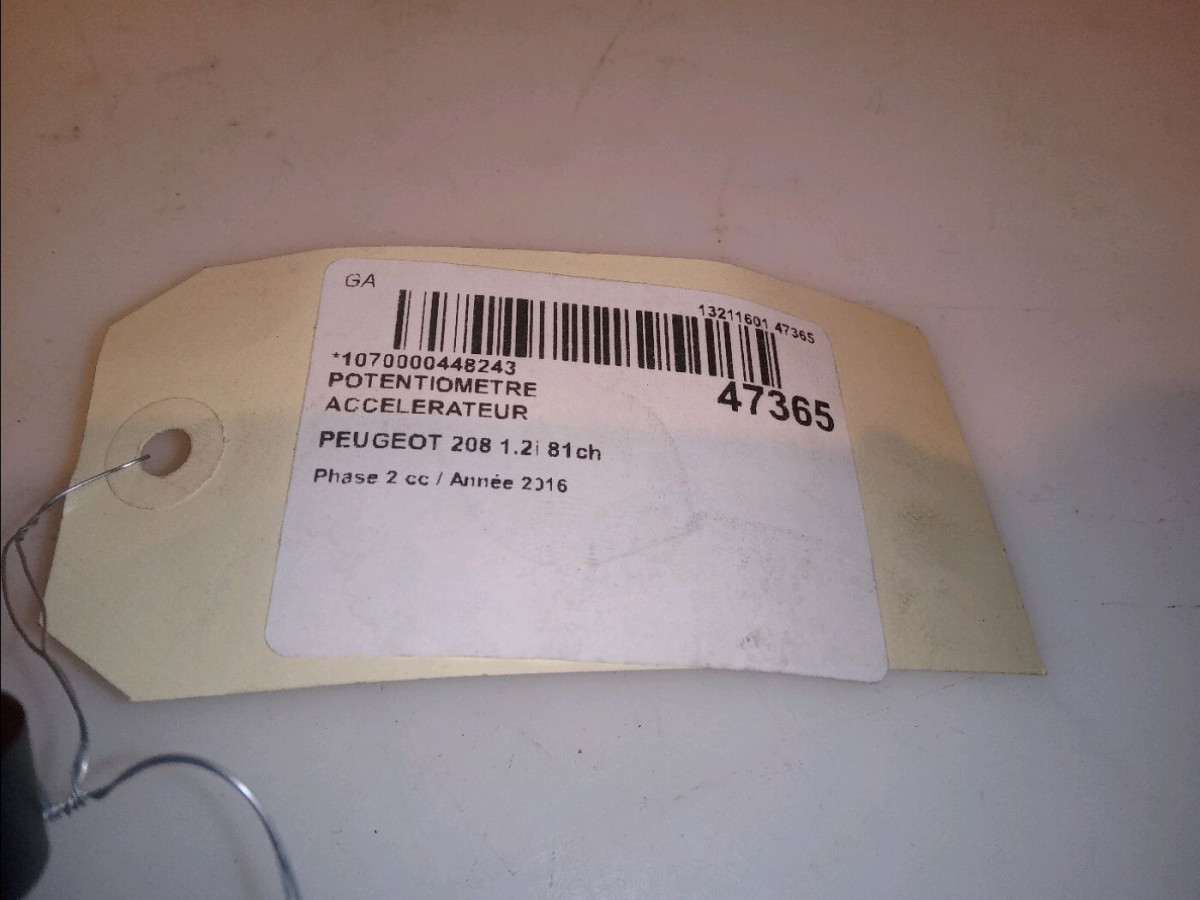 GA
13211601 47365
*1070000448243
47365
POTENTIOMETRE
ACCELERATEUR
PEUGEOT 208 1.2i 81ch
Phase 2 cc / Année 2016